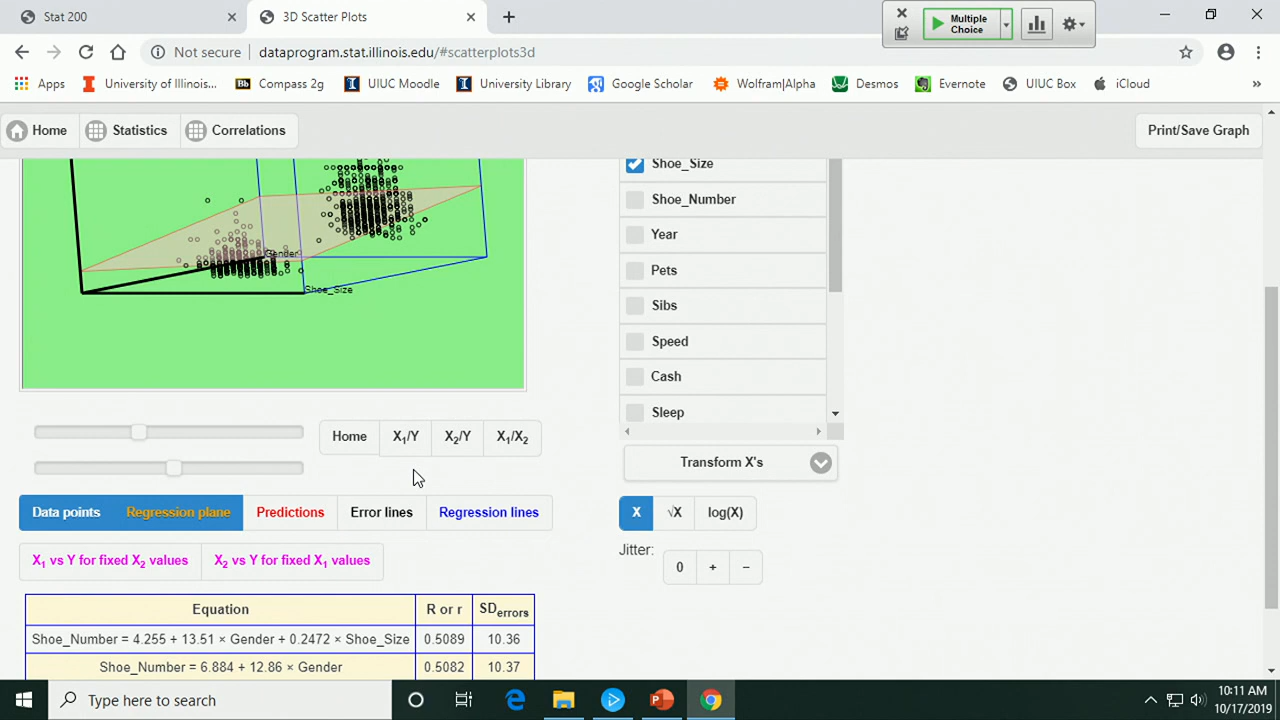 Stat 200
3D Scatter Plots
Multiple Choice
Not secure
dataprogram.stat.illinois.edu/#scatterplots3d
Apps University of Illinois... Compass 2g UIUC Moodle University Library Google Scholar Wolfram|Alpha Desmos Evernote UIUC Box iCloud »
Home Statistics Correlations Print/Save Graph
Gender
Shoe_Size
Shoe_Size
Shoe_Number
Year
Pets
Sibs
Speed
Cash
Sleep
Home X1/Y X2/Y X1/X2
Transform X's
Data points Regression plane Predictions Error lines Regression lines
X √X log(X)
X1 vs Y for fixed X2 values X2 vs Y for fixed X1 values
Jitter: 0 + −
Equation R or r SDerrors
Shoe_Number = 4.255 + 13.51 × Gender + 0.2472 × Shoe_Size 0.5089 10.36
Shoe_Number = 6.884 + 12.86 × Gender 0.5082 10.37
Type here to search
10:11 AM
10/17/2019